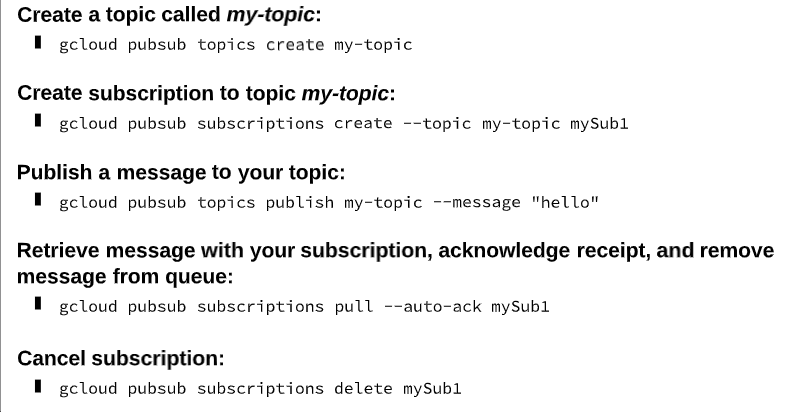 Create a topic called my-topic:
gcloud pubsub topics create my-topic
Create subscription to topic my-topic:
gcloud pubsub subscriptions create --topic my-topic mySub1
Publish a message to your topic:
gcloud pubsub topics publish my-topic --message "hello"
Retrieve message with your subscription, acknowledge receipt, and remove
message from queue:
gcloud pubsub subscriptions pull --auto-ack mySub1
Cancel subscription:
gcloud pubsub subscriptions delete mySub1